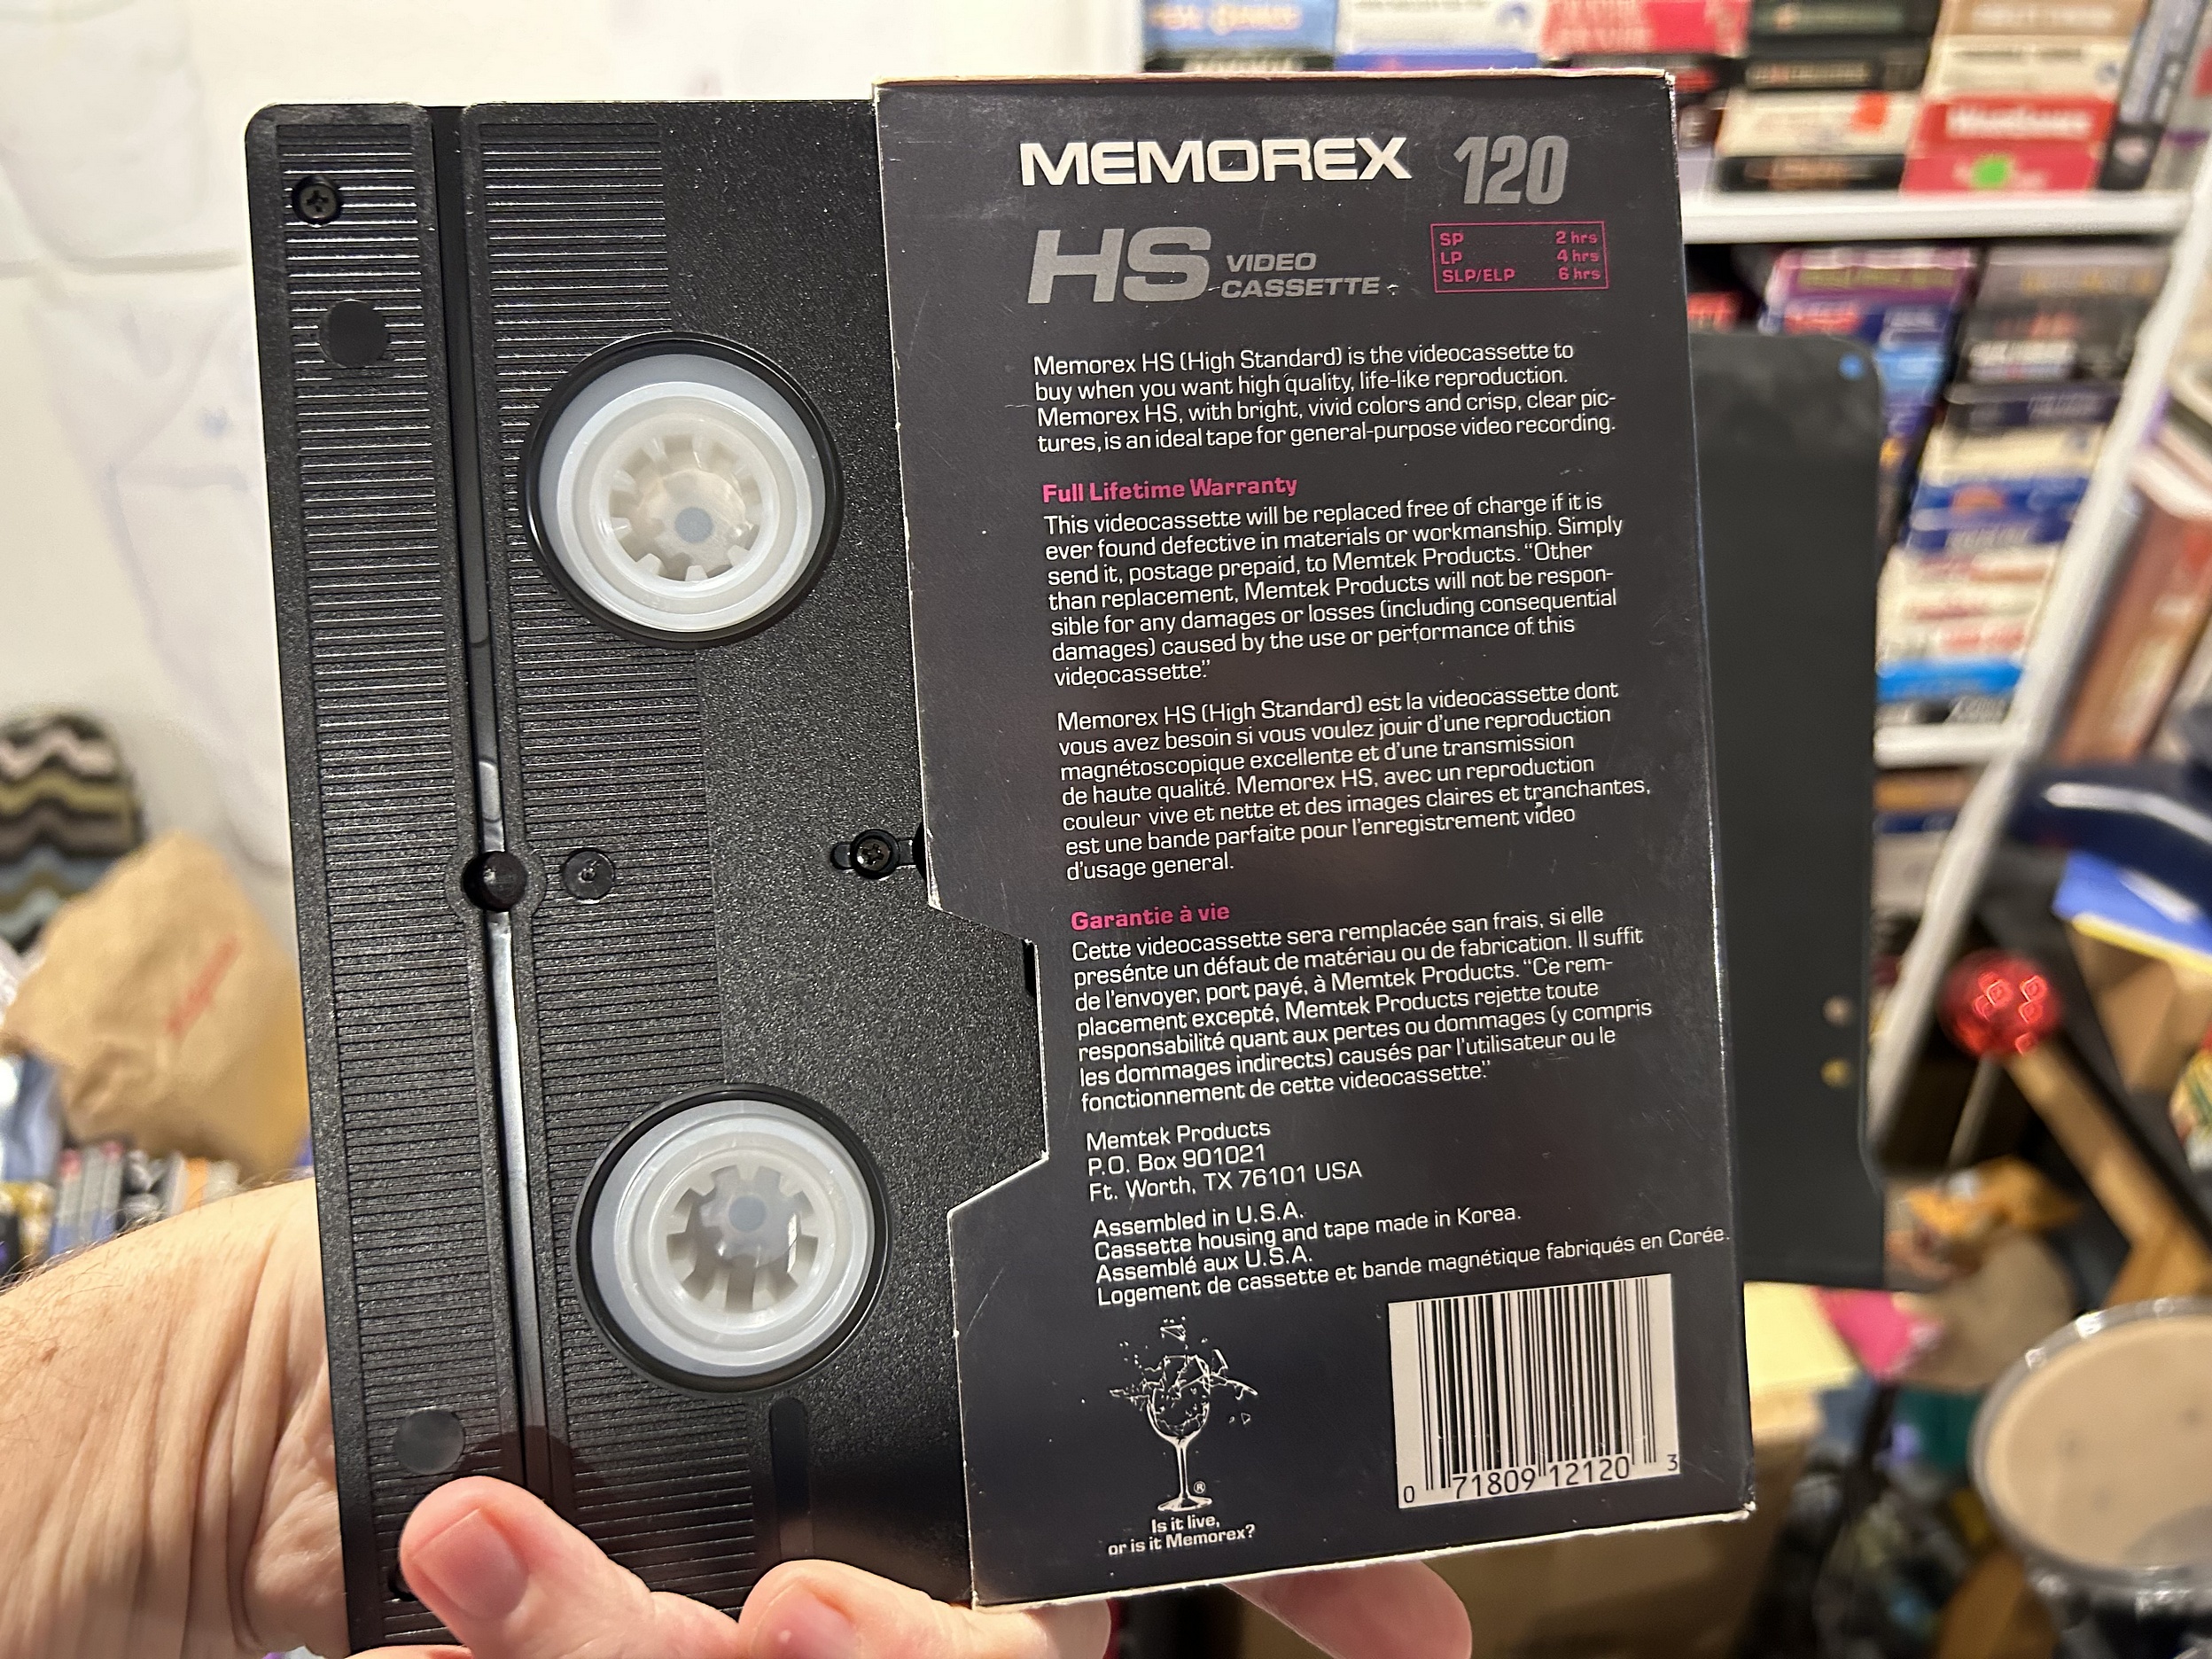 MEMOREX 120
HS VIDEO
CASSETTE
SP 2 hrs
LP 4 hrs
SLP/ELP 6 hrs
Memorex HS (High Standard) is the videocassette to
buy when you want high quality, life-like reproduction.
Memorex HS, with bright, vivid colors and crisp, clear pic-
tures, is an ideal tape for general-purpose video recording.
Full Lifetime Warranty
This videocassette will be replaced free of charge if it is
ever found defective in materials or workmanship. Simply
send it, postage prepaid, to Memtek Products. “Other
than replacement, Memtek Products will not be respon-
sible for any damages or losses (including consequential
damages) caused by the use or performance of this
videocassette.”
Memorex HS (High Standard) est la videocassette dont
vous avez besoin si vous voulez jouir d'une reproduction
magnétoscopique excellente et d'une transmission
de haute qualité. Memorex HS, avec un reproduction
couleur vive et nette et des images claires et tranchantes,
est une bande parfaite pour l'enregistrement video
d'usage general.
Garantie à vie
Cette videocassette sera remplacée san frais, si elle
presénte un défaut de matériau ou de fabrication. Il suffit
de l'envoyer, port payé, à Memtek Products. “Ce rem-
placement excepté, Memtek Products rejette toute
responsabilité quant aux pertes ou dommages (y compris
les dommages indirects) causés par l'utilisateur ou le
fonctionnement de cette videocassette.”
Memtek Products
P.O. Box 901021
Ft. Worth, TX 76101 USA
Assembled in U.S.A.
Cassette housing and tape made in Korea.
Assemblé aux U.S.A.
Logement de cassette et bande magnétique fabriqués en Corée.
®
Is it live,
or is it Memorex?
0 71809 12120 3